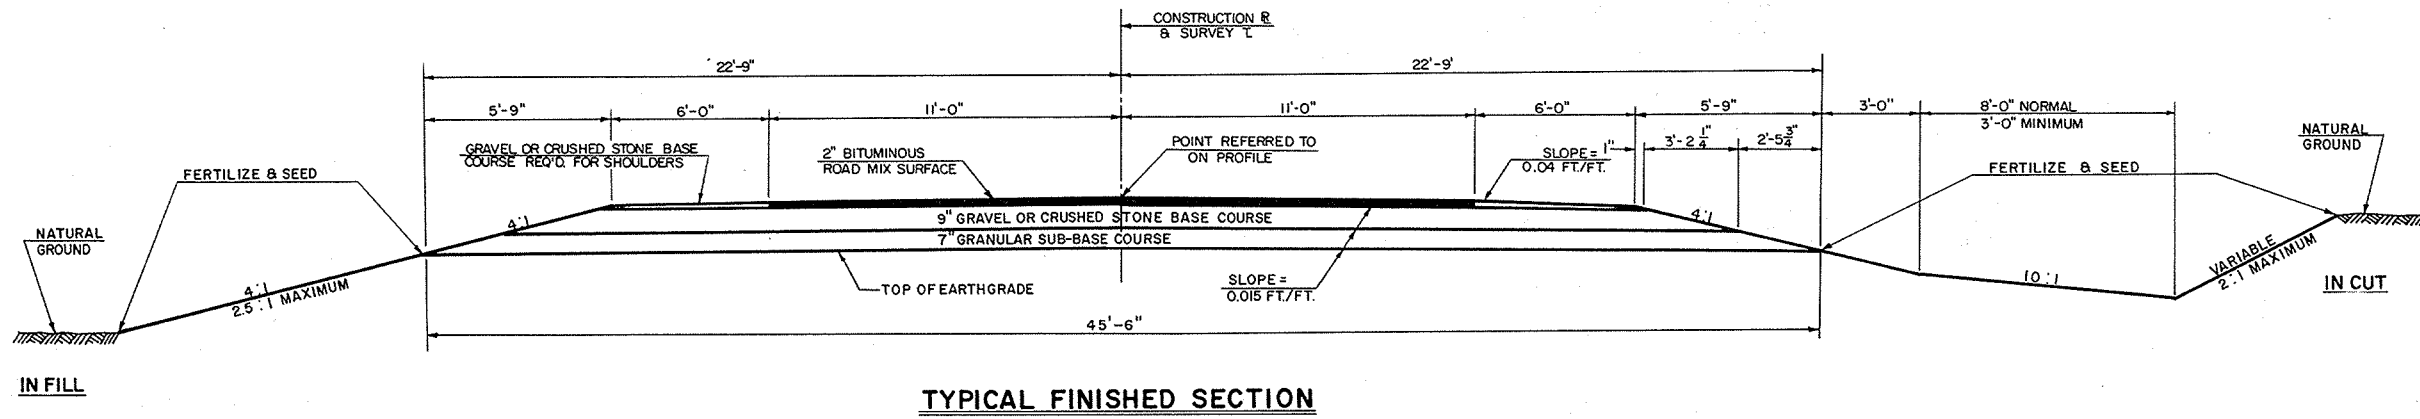 CONSTRUCTION ℞
& SURVEY ℄
22'-9"
22'-9'
5'-9"
6'-0"
11'-0"
11'-0"
6'-0"
5'-9"
3'-0"
8'-0" NORMAL
3'-0" MINIMUM
GRAVEL OR CRUSHED STONE BASE
COURSE REQ'D. FOR SHOULDERS
2" BITUMINOUS
ROAD MIX SURFACE
POINT REFERRED TO
ON PROFILE
SLOPE =
0.04 FT./FT.
1"
3'-2 1/4"
2'-5 3/4"
NATURAL
GROUND
FERTILIZE & SEED
FERTILIZE & SEED
4:1
9" GRAVEL OR CRUSHED STONE BASE COURSE
4:1
7" GRANULAR SUB-BASE COURSE
NATURAL
GROUND
4:1
2.5:1 MAXIMUM
TOP OF EARTHGRADE
SLOPE =
0.015 FT./FT.
10:1
VARIABLE
2:1 MAXIMUM
IN CUT
45'-6"
IN FILL
TYPICAL FINISHED SECTION